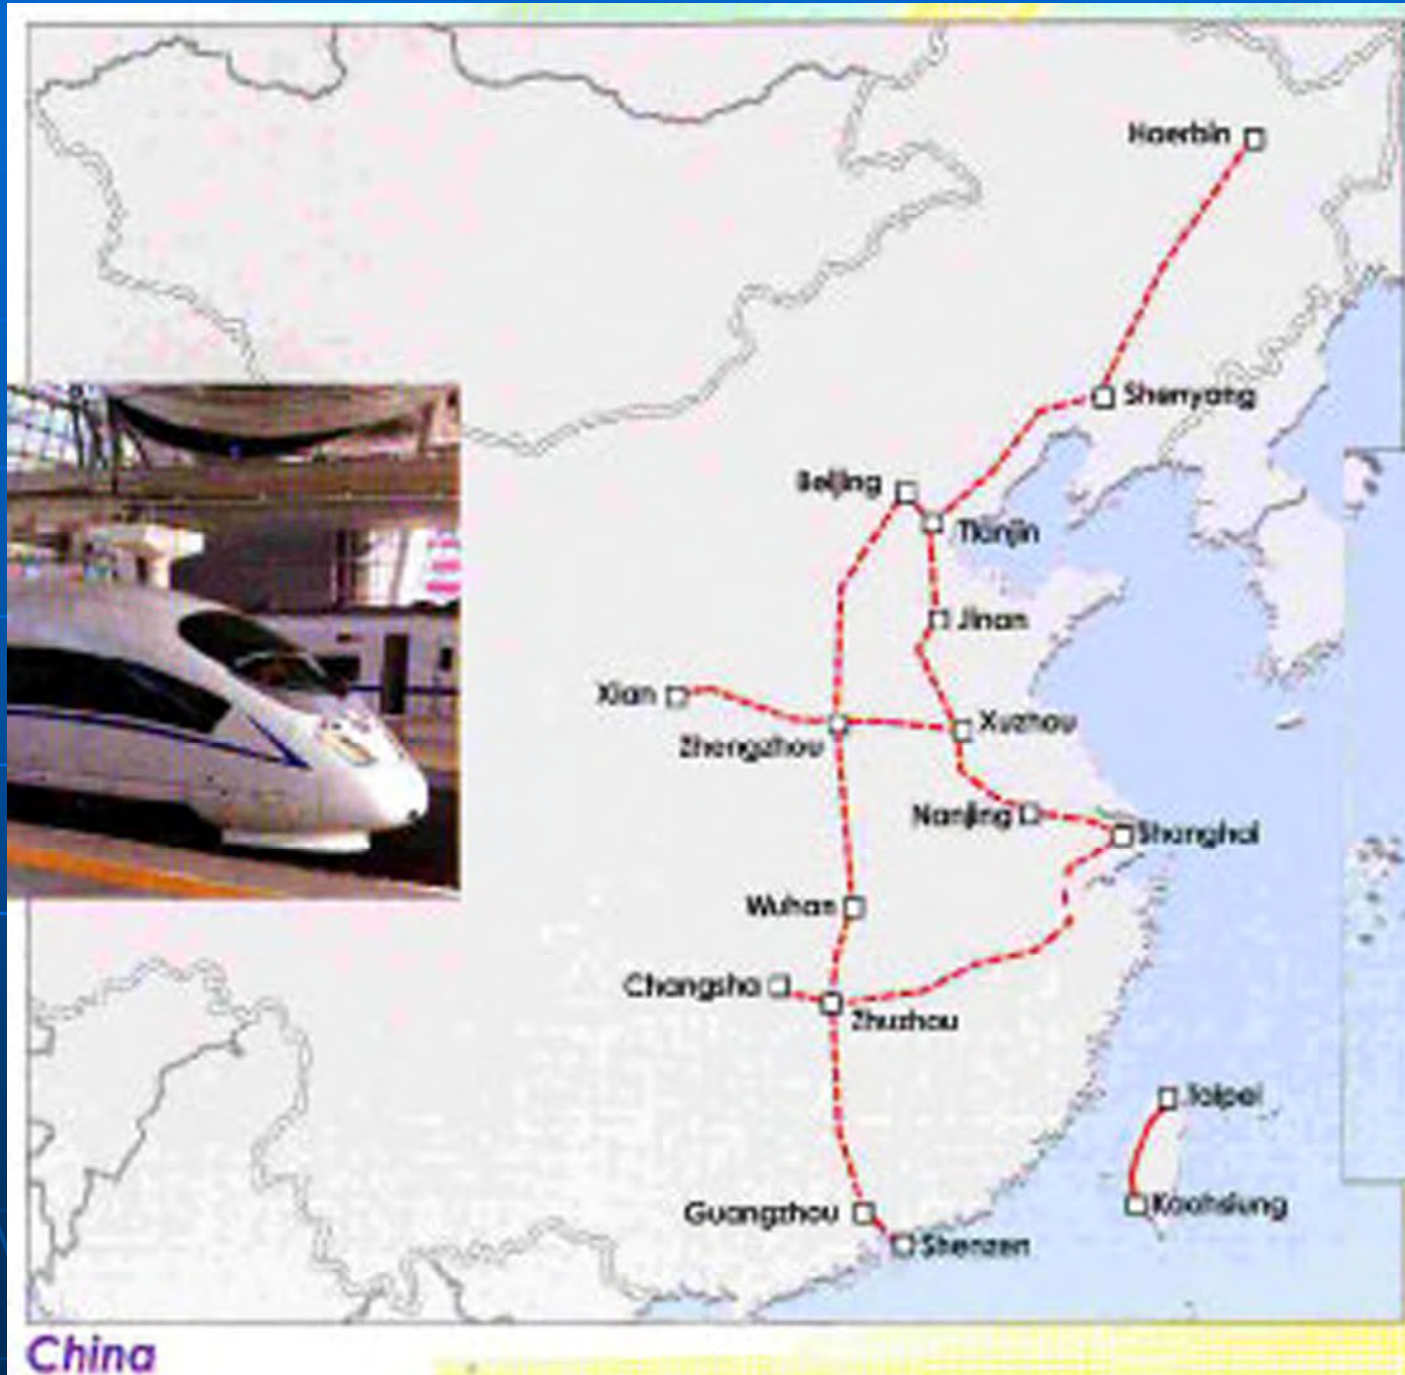 Haerbin
Shenyang
Beijing
Tianjin
Jinan
Xian
Xuzhou
Zhengzhou
Nanjing
Shanghai
Wuhan
Changsha
Zhuzhou
Taipei
Kaohsiung
Guangzhou
Shenzen
China